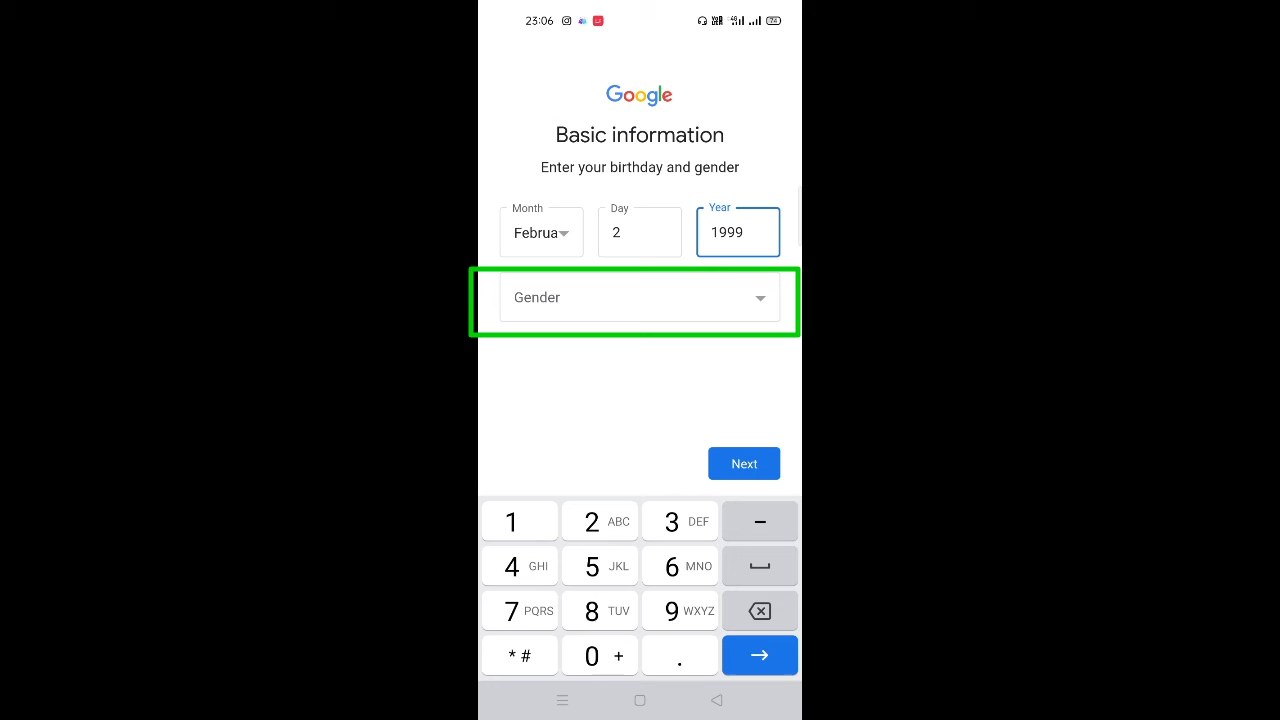 23:06
74
Google
Basic information
Enter your birthday and gender
Month Day Year
Februa 2 1999
Gender
Next
1 2 ABC 3 DEF –
4 GHI 5 JKL 6 MNO
7 PQRS 8 TUV 9 WXYZ
* # 0 + .